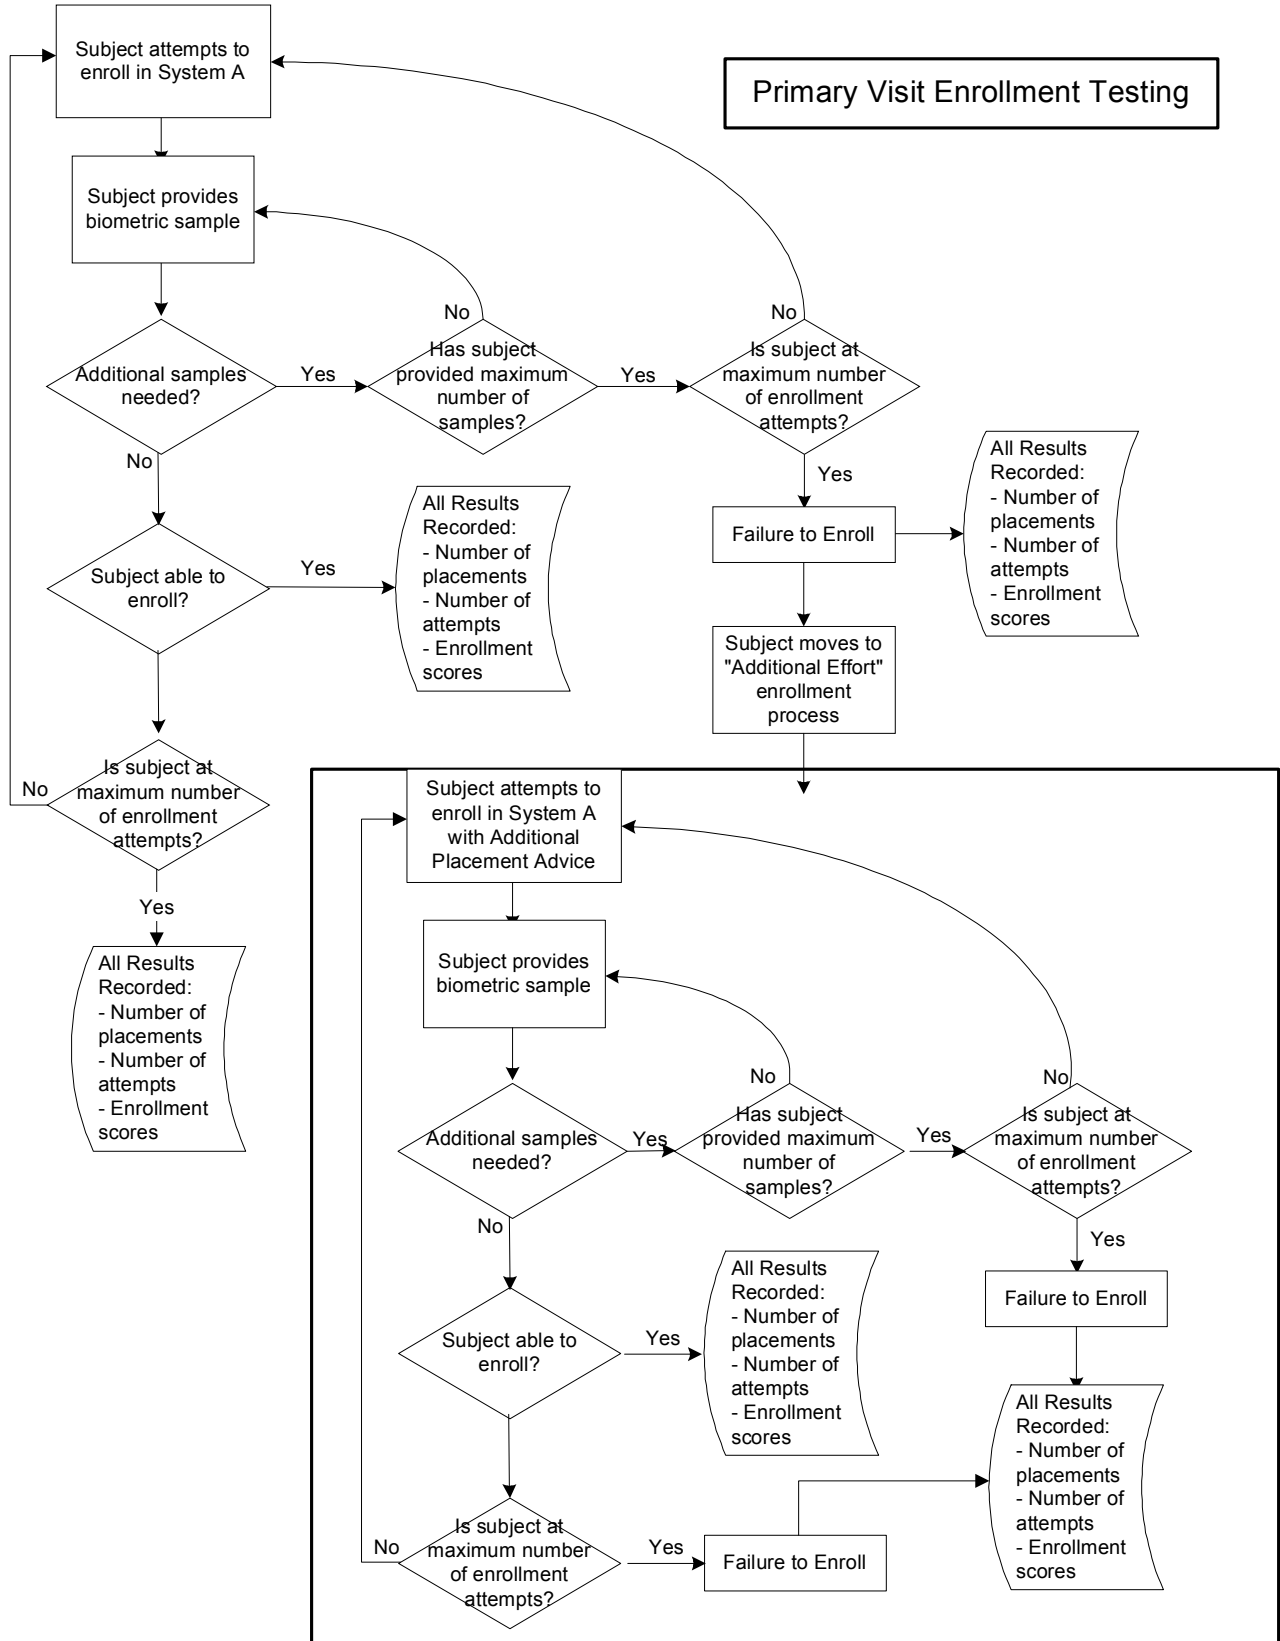 Subject attempts to
enroll in System A
Primary Visit Enrollment Testing
Subject provides
biometric sample
No
No
Additional samples
needed?
Yes
Has subject
provided maximum
number of
samples?
Yes
Is subject at
maximum number
of enrollment
attempts?
No
Yes
All Results
Recorded:
- Number of
placements
- Number of
attempts
- Enrollment
scores
Failure to Enroll
Subject able to
enroll?
Yes
All Results
Recorded:
- Number of
placements
- Number of
attempts
- Enrollment
scores
Subject moves to
"Additional Effort"
enrollment
process
Is subject at
maximum number
of enrollment
attempts?
No
Yes
All Results
Recorded:
- Number of
placements
- Number of
attempts
- Enrollment
scores
Subject attempts to
enroll in System A
with Additional
Placement Advice
Subject provides
biometric sample
No
No
Additional samples
needed?
Yes
Has subject
provided maximum
number of
samples?
Yes
Is subject at
maximum number
of enrollment
attempts?
No
Yes
Failure to Enroll
Subject able to
enroll?
Yes
All Results
Recorded:
- Number of
placements
- Number of
attempts
- Enrollment
scores
All Results
Recorded:
- Number of
placements
- Number of
attempts
- Enrollment
scores
No
Is subject at
maximum number
of enrollment
attempts?
Yes
Failure to Enroll